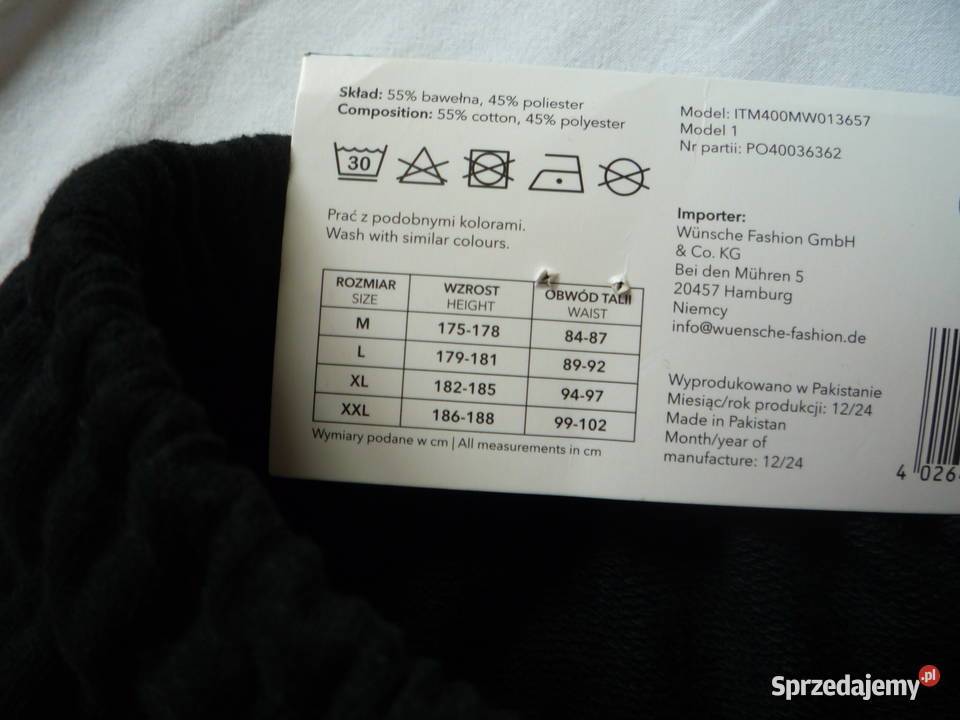 Skład: 55% bawełna, 45% poliester
Composition: 55% cotton, 45% polyester
30
Prać z podobnymi kolorami.
Wash with similar colours.
ROZMIAR WZROST OBWÓD TALII
SIZE HEIGHT WAIST
M 175-178 84-87
L 179-181 89-92
XL 182-185 94-97
XXL 186-188 99-102
Wymiary podane w cm | All measurements in cm
Model: ITM400MW013657
Model 1
Nr partii: PO40036362
Importer:
Wünsche Fashion GmbH
& Co. KG
Bei den Mühren 5
20457 Hamburg
Niemcy
info@wuensche-fashion.de
Wyprodukowano w Pakistanie
Miesiąc/rok produkcji: 12/24
Made in Pakistan
Month/year of
manufacture: 12/24
4 026
Sprzedajemy.pl